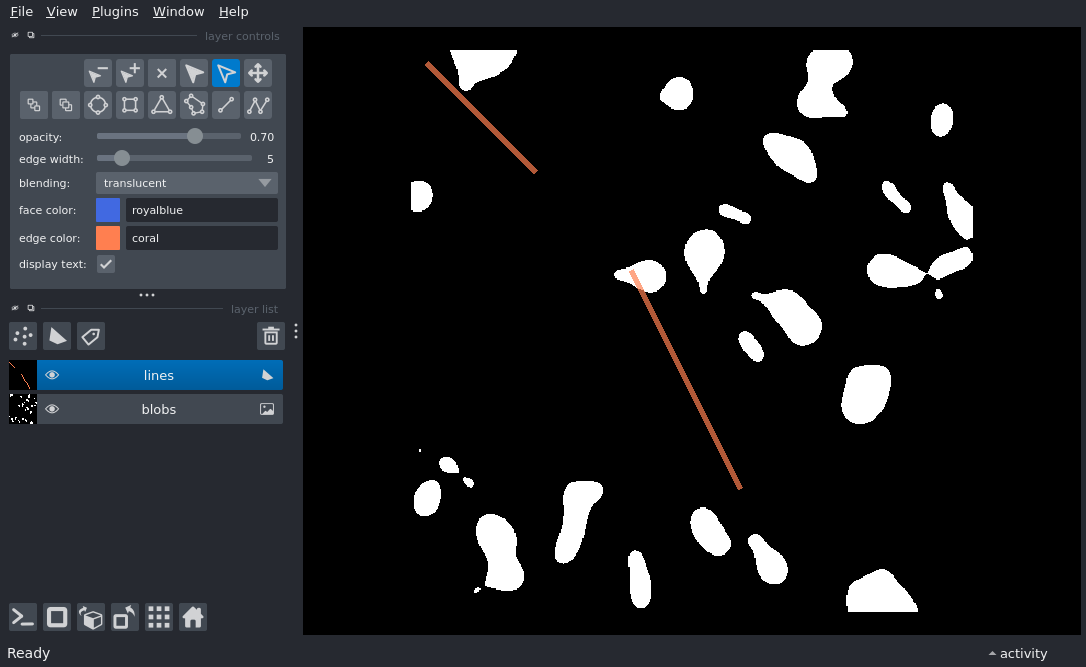 File View Plugins Window Help
layer controls
opacity: 0.70
edge width: 5
blending: translucent
face color: royalblue
edge color: coral
display text:
layer list
lines
blobs
Ready
activity